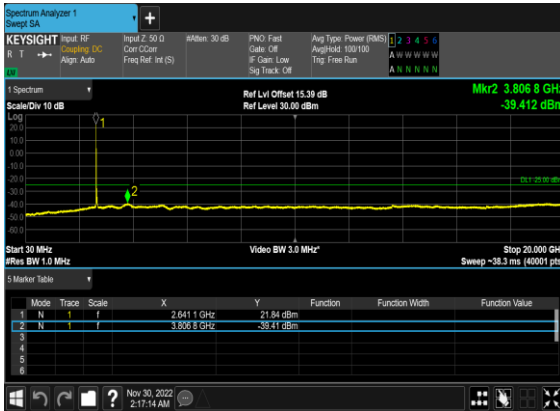 Spectrum Analyzer 1
Swept SA
+
KEYSIGHT Input: RF Input Z: 50 Ω #Atten: 30 dB PNO: Fast Avg Type: Power (RMS) 1 2 3 4 5 6
R T Coupling: DC Corr CCorr Gate: Off Avg|Hold: 100/100 A W W W W W
Align: Auto Freq Ref: Int (S) IF Gain: Low Trig: Free Run
Sig Track: Off A N N N N N
1 Spectrum Ref Lvl Offset 15.39 dB Mkr2 3.806 8 GHz
Scale/Div 10 dB Ref Level 30.00 dBm -39.412 dBm
Log
1
20.0
10.0
0.00
-10.0
DL1 -25.00 dBm
-20.0
-30.0
2
-40.0
-50.0
-60.0
Start 30 MHz Video BW 3.0 MHz* Stop 20.000 GHz
#Res BW 1.0 MHz Sweep ~38.3 ms (40001 pts)
5 Marker Table
Mode Trace Scale X Y Function Function Width Function Value
1 N 1 f 2.641 1 GHz 21.84 dBm
2 N 1 f 3.806 8 GHz -39.41 dBm
3
4
5
6
? Nov 30, 2022
2:17:14 AM